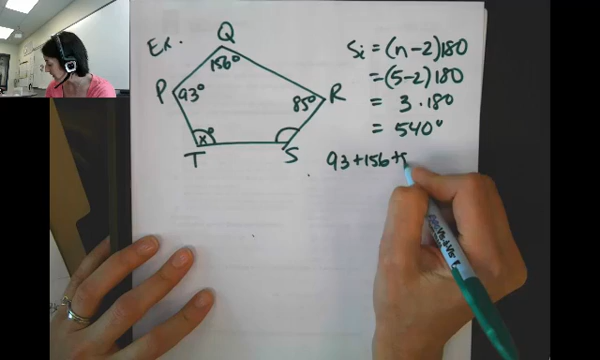 Ex.
Q
156°
P 93°
85° R
x°
T S
Si = (n-2)180
= (5-2)180
= 3 · 180
= 540°
93+156+